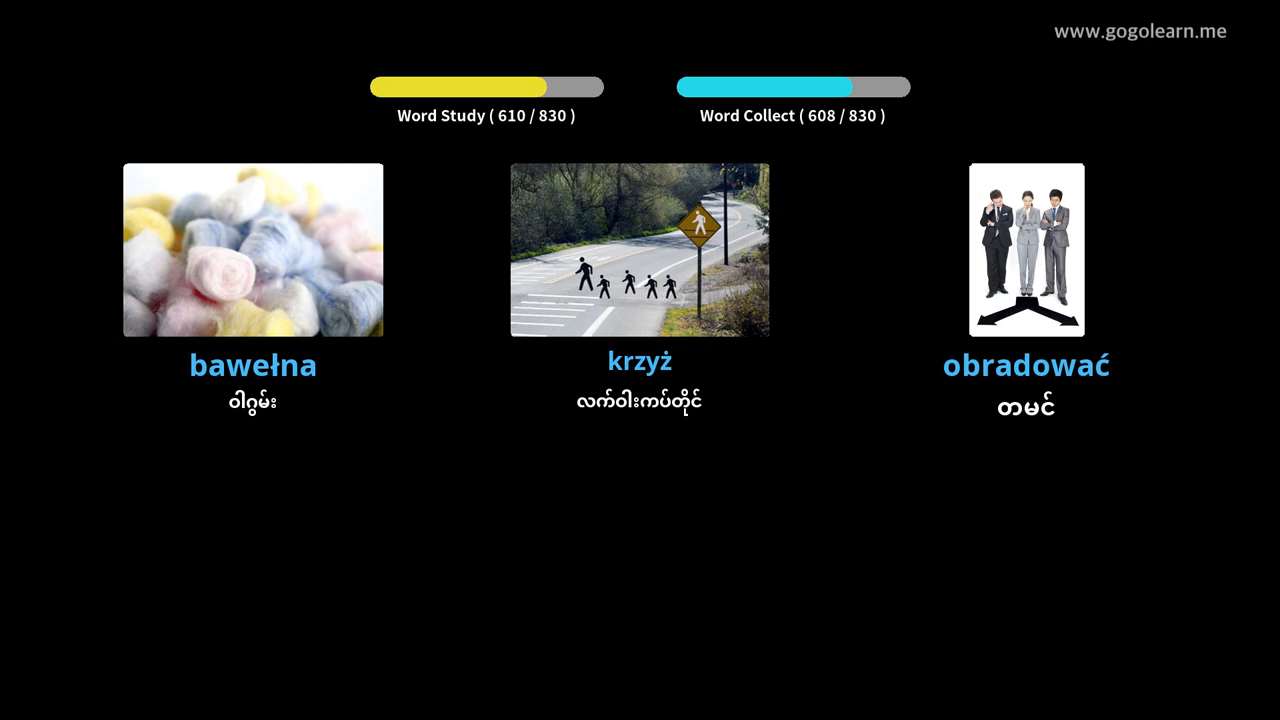 www.gogolearn.me
Word Study ( 610 / 830 )
Word Collect ( 608 / 830 )
bawełna
ဝါဂွမ်း
krzyż
လက်ဝါးကပ်တိုင်
obradować
တမင်